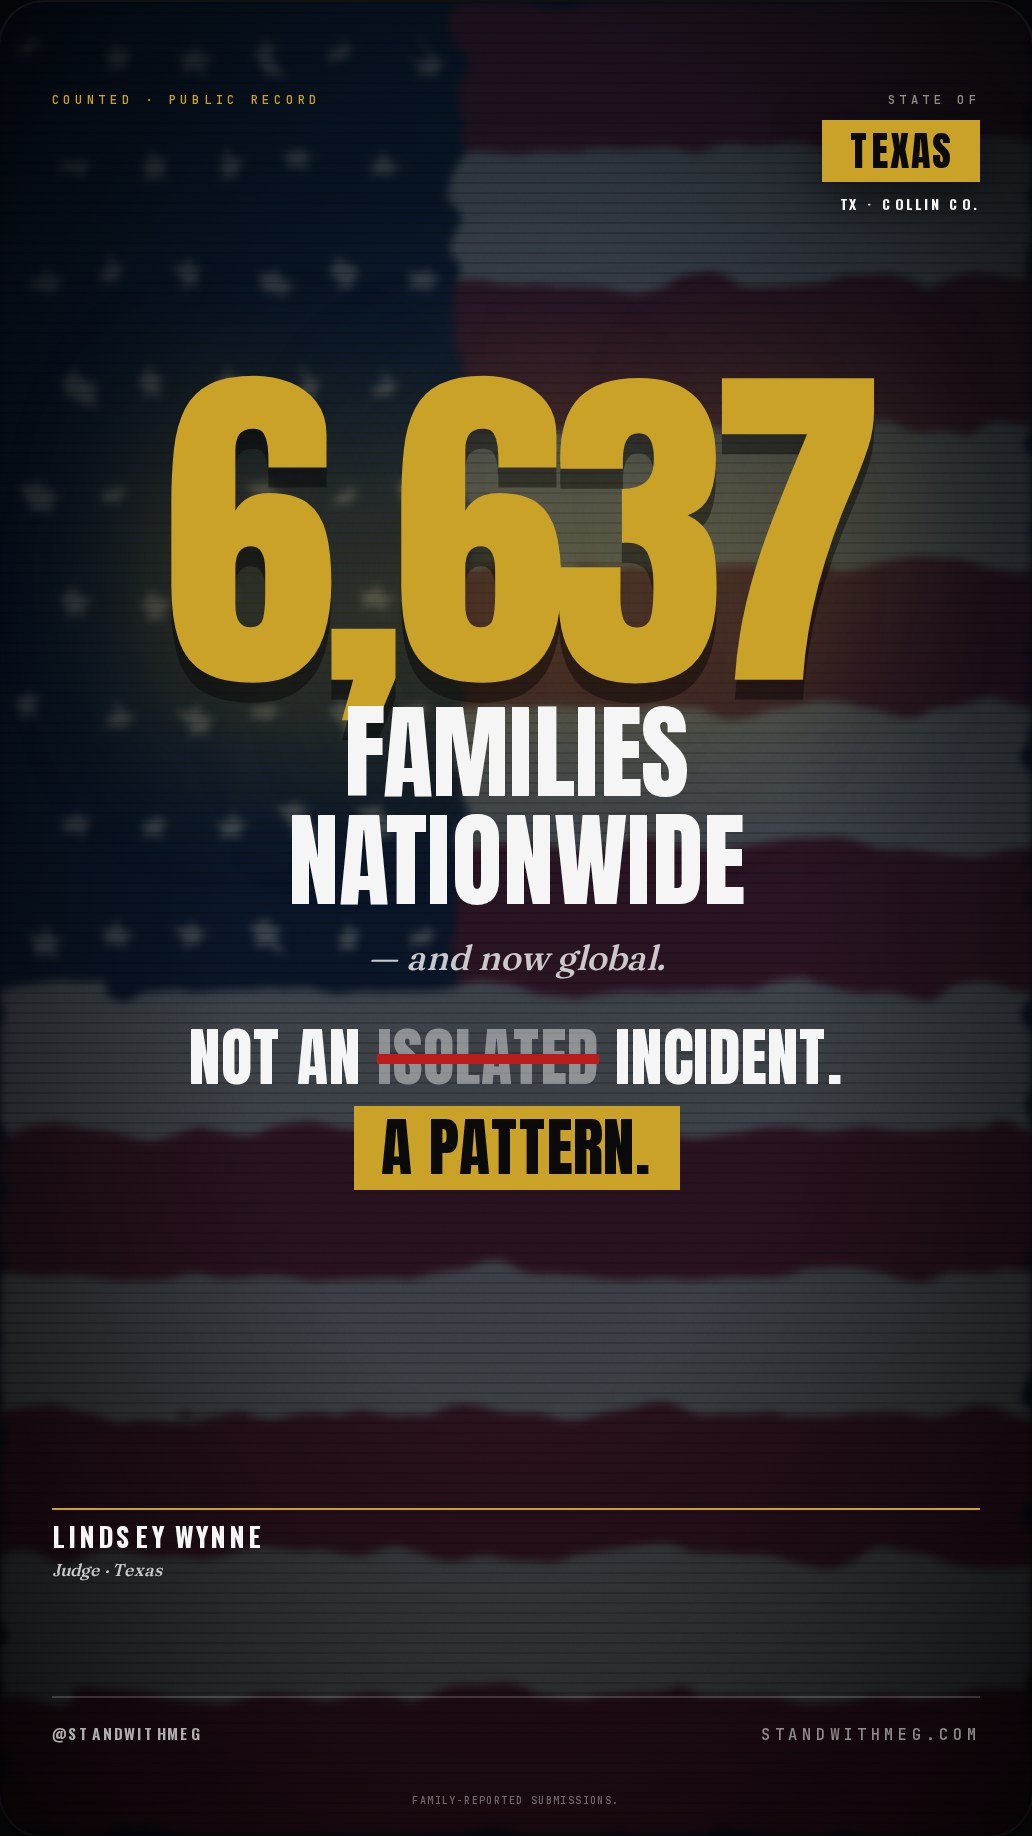 COUNTED · PUBLIC RECORD
STATE OF
TEXAS
TX · COLLIN CO.
6,637
FAMILIES
NATIONWIDE
— and now global.
NOT AN ISOLATED INCIDENT.
A PATTERN.
LINDSEY WYNNE
Judge · Texas
@STANDWITHMEG
STANDWITHMEG.COM
FAMILY-REPORTED SUBMISSIONS.